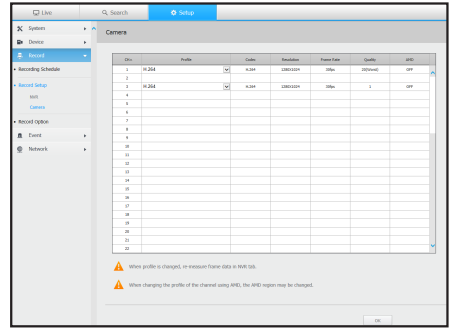 Live
Search
Setup
System
Device
Record
Recording Schedule
Record Setup
NVR
Camera
Record Option
Event
Network
Camera
CH Profile Codec Resolution Frame Rate Quality AMD
1 H.264 H.264 1280X1024 30fps 20(Worst) OFF
2
3 H.264 H.264 1280X1024 30fps 1 OFF
4
5
6
7
8
9
10
11
12
13
14
15
16
17
18
19
20
21
22
When profile is changed, re-measure frame data in NVR tab.
When changing the profile of the channel using AMD, the AMD region may be changed.
OK